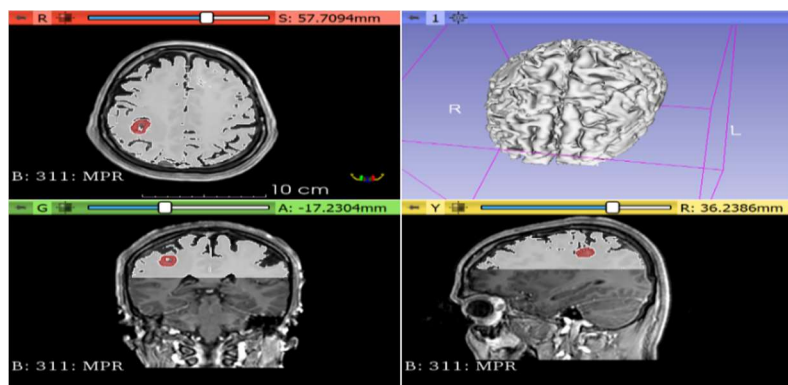 R S: 57.7094mm
B: 311: MPR
10 cm
1
R
L
G A: -17.2304mm
B: 311: MPR
Y R: 36.2386mm
B: 311: MPR